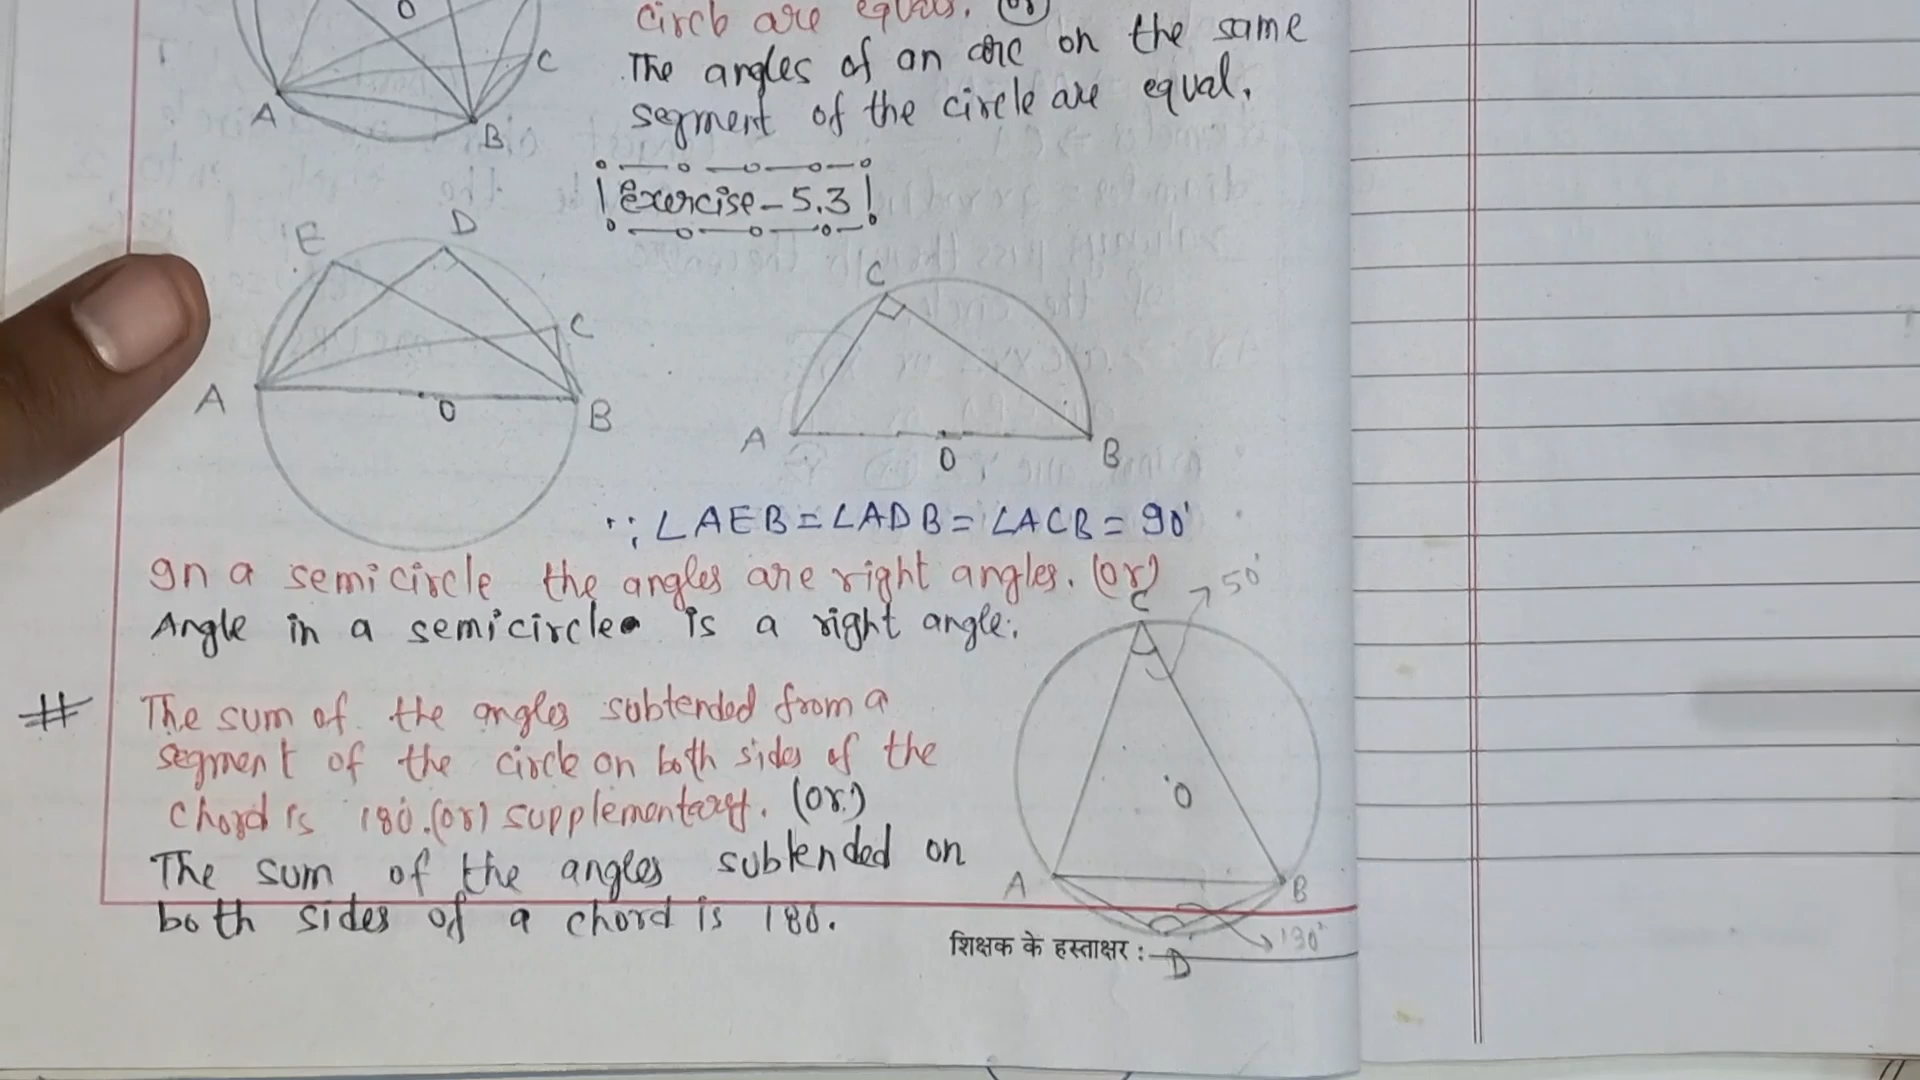 O
circle are equal. (or)
The angles of an arc on the same
C
segment of the circle are equal.
A
B
exercise-5.3
E
D
C
C
A
O
B
A
O
B
∵ ∠AEB = ∠ADB = ∠ACB = 90°
In a semicircle the angles are right angles. (or)
50°
C
Angle in a semicircle is a right angle.
# The sum of the angles subtended from a
segment of the circle on both sides of the
O
chord is 180°. (or) supplementary. (or)
The sum of the angles subtended on
A
B
both sides of a chord is 180.
130°
शिक्षक के हस्ताक्षर :
D